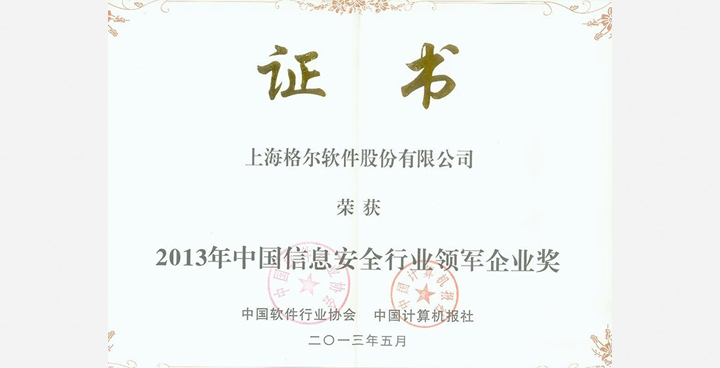 证 书
上海格尔软件股份有限公司
荣获
2013年中国信息安全行业领军企业奖
中国软件行业协会 中国计算机报社
二〇一三年五月